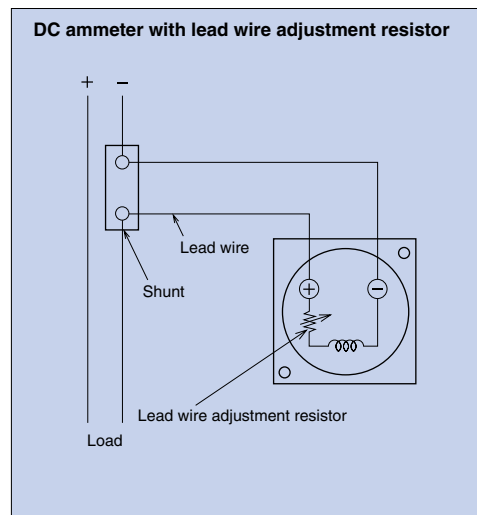 DC ammeter with lead wire adjustment resistor
+ −
Lead wire
Shunt
+ −
Lead wire adjustment resistor
Load